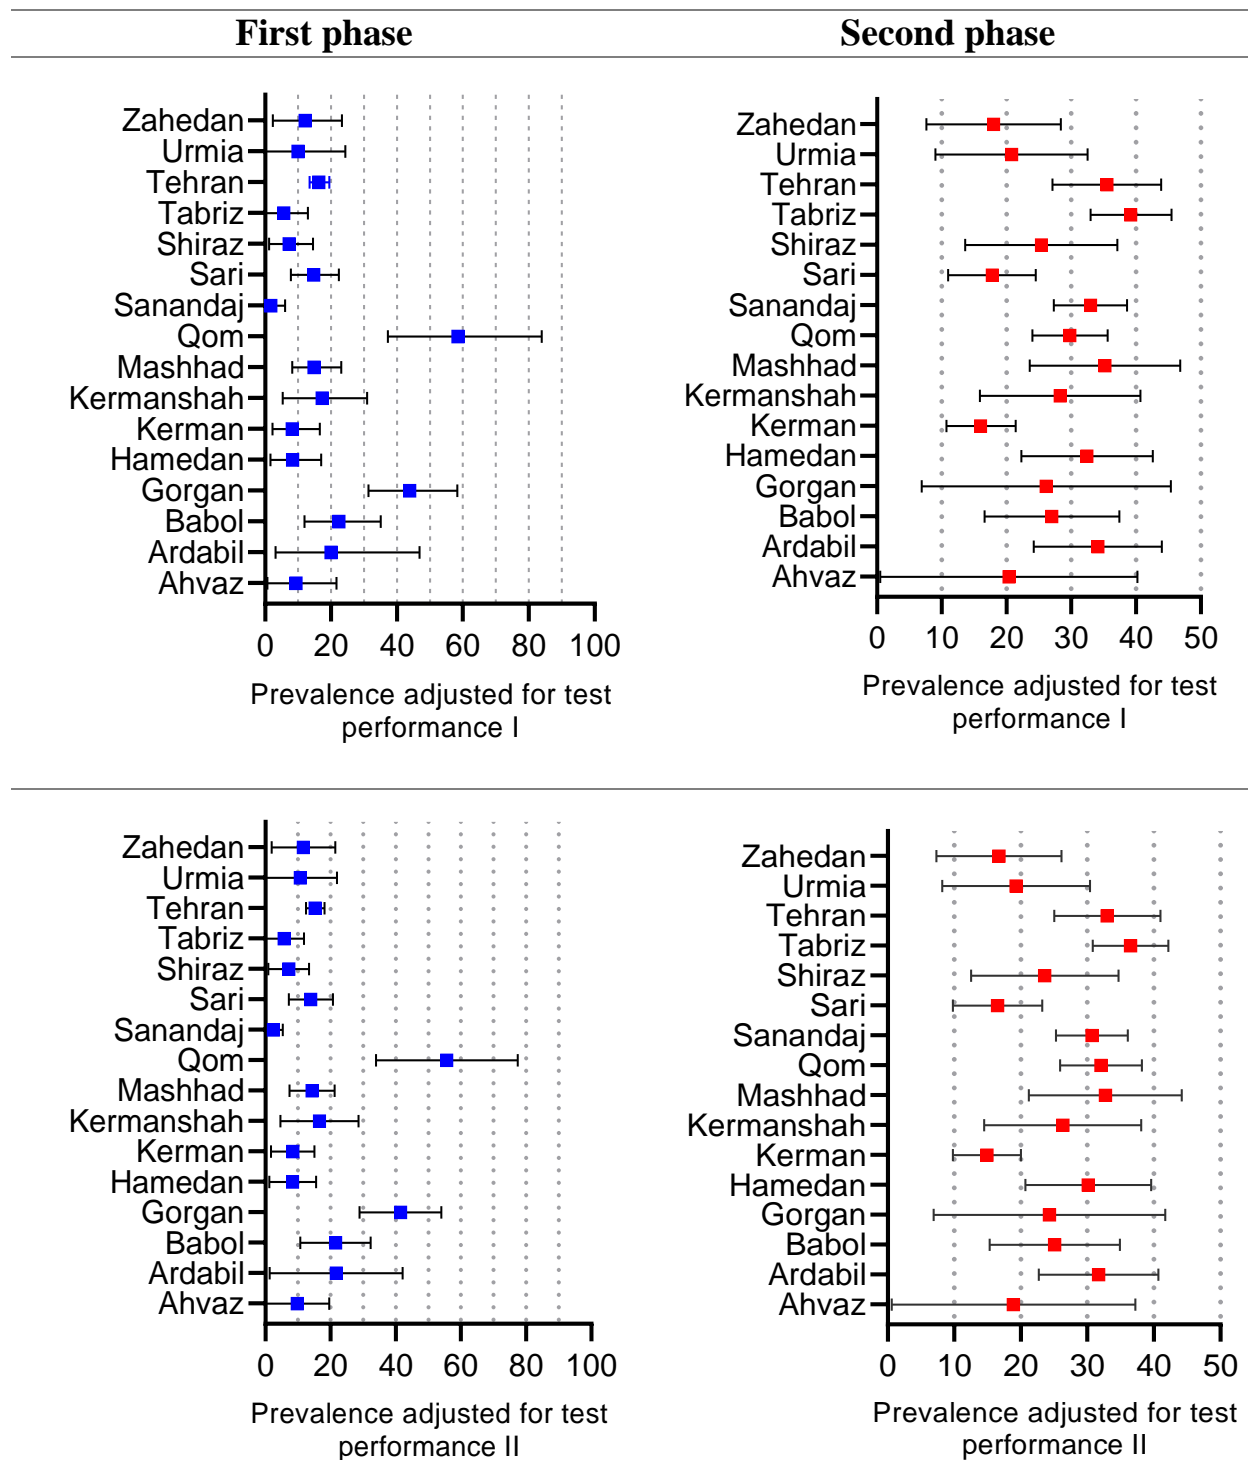 First phase
Second phase
Zahedan
Urmia
Tehran
Tabriz
Shiraz
Sari
Sanandaj
Qom
Mashhad
Kermanshah
Kerman
Hamedan
Gorgan
Babol
Ardabil
Ahvaz
0 20 40 60 80 100
Prevalence adjusted for test
performance I
Zahedan
Urmia
Tehran
Tabriz
Shiraz
Sari
Sanandaj
Qom
Mashhad
Kermanshah
Kerman
Hamedan
Gorgan
Babol
Ardabil
Ahvaz
0 10 20 30 40 50
Prevalence adjusted for test
performance I
Zahedan
Urmia
Tehran
Tabriz
Shiraz
Sari
Sanandaj
Qom
Mashhad
Kermanshah
Kerman
Hamedan
Gorgan
Babol
Ardabil
Ahvaz
0 20 40 60 80 100
Prevalence adjusted for test
performance II
Zahedan
Urmia
Tehran
Tabriz
Shiraz
Sari
Sanandaj
Qom
Mashhad
Kermanshah
Kerman
Hamedan
Gorgan
Babol
Ardabil
Ahvaz
0 10 20 30 40 50
Prevalence adjusted for test
performance II